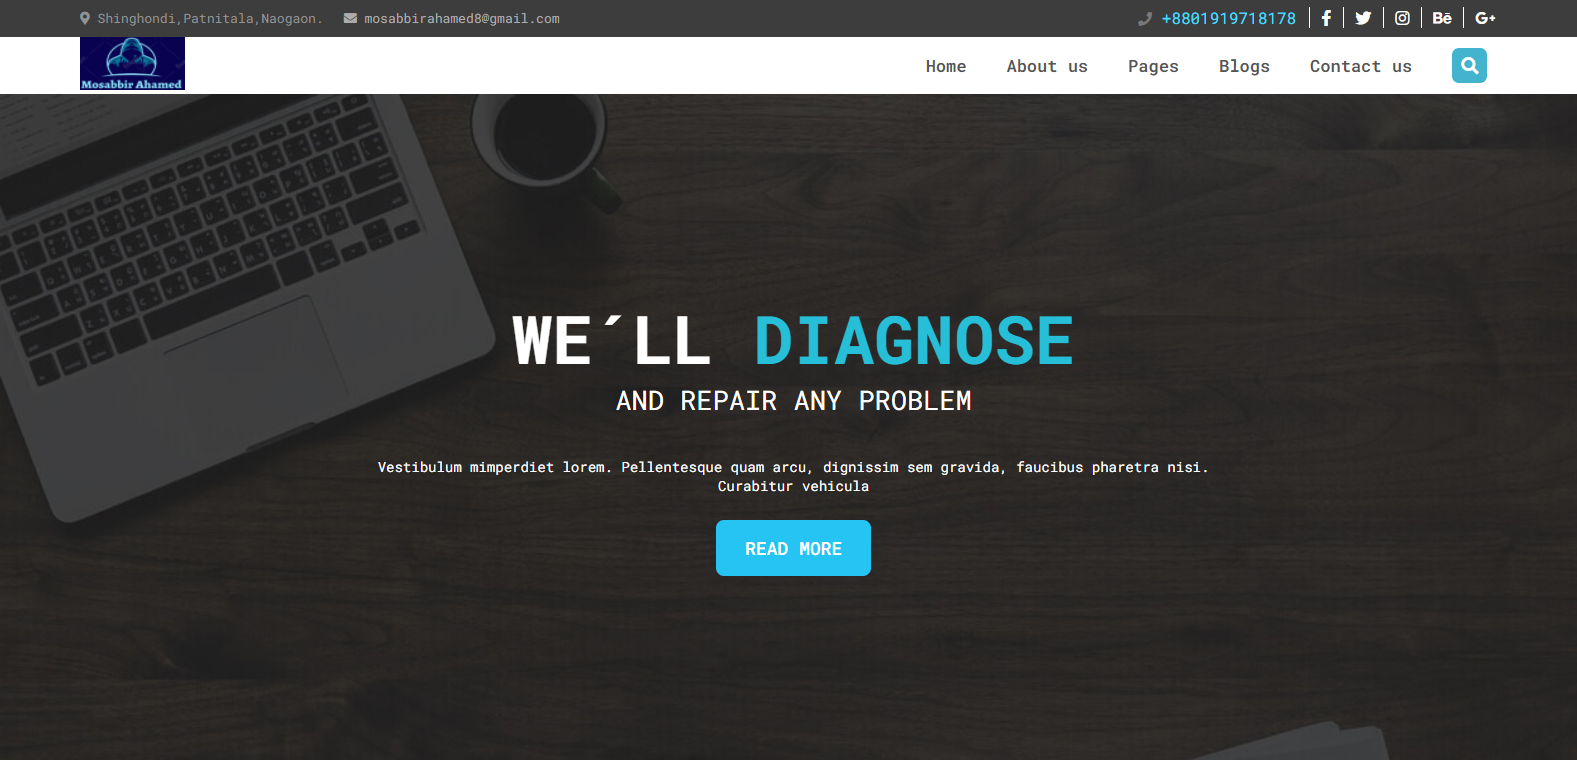 Shinghondi,Patnitala,Naogaon. mosabbirahamed8@gmail.com +8801919718178
Mosabbir Ahamed
Home About us Pages Blogs Contact us
WE´LL DIAGNOSE
AND REPAIR ANY PROBLEM
Vestibulum mimperdiet lorem. Pellentesque quam arcu, dignissim sem gravida, faucibus pharetra nisi.
Curabitur vehicula
READ MORE